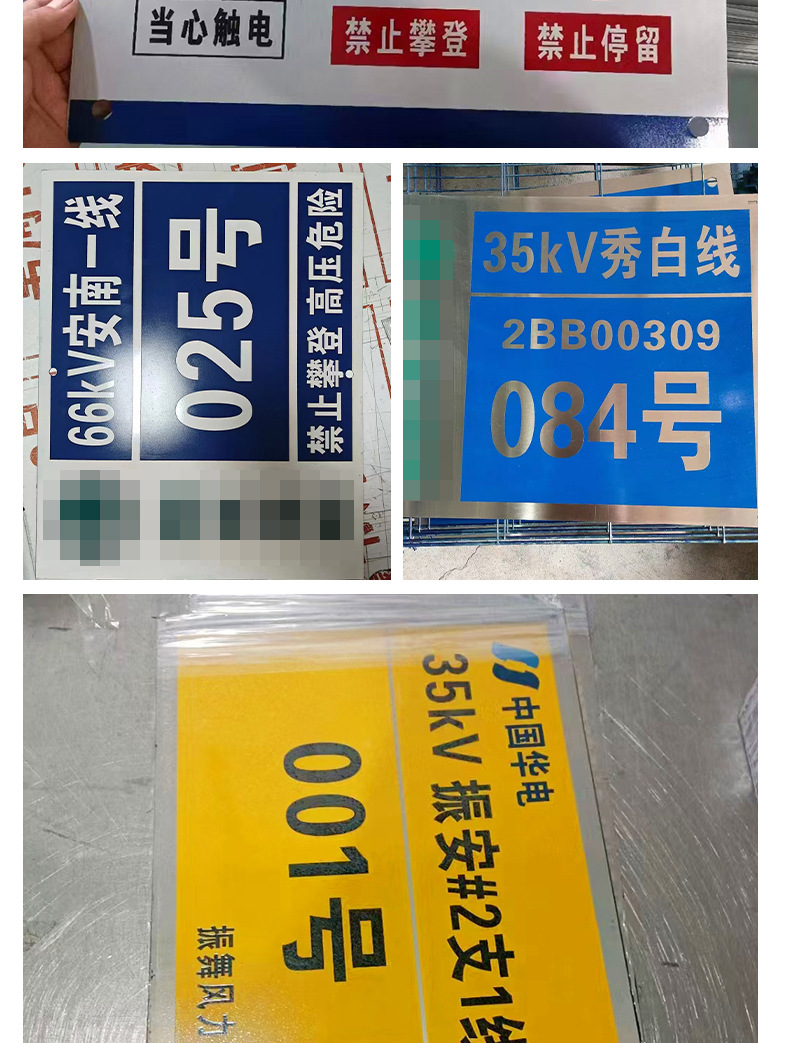 当心触电
禁止攀登
禁止停留
66kV安南一线
025号
禁止攀登 高压危险
35kV秀白线
2BB00309
084号
中国华电
35kV 振安#2支1线
001号
振舞风力